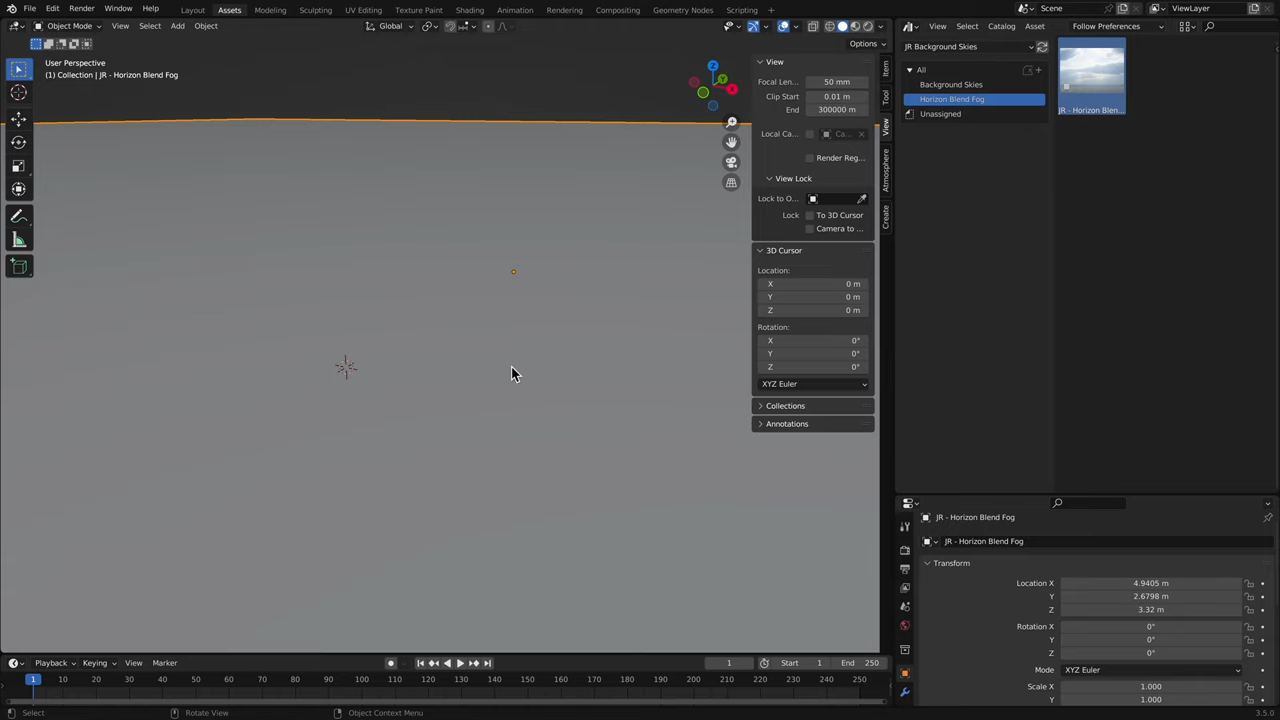 File Edit Render Window Help Layout Assets Modeling Sculpting UV Editing Texture Paint Shading Animation Rendering Compositing Geometry Nodes Scripting Scene ViewLayer
Object Mode View Select Add Object Global View Select Catalog Asset Follow Preferences
Options
User Perspective
(1) Collection | JR - Horizon Blend Fog
X
Y
Z
View
Focal Len... 50 mm
Clip Start 0.01 m
End 300000 m
Local Ca... Ca...
Render Reg...
View Lock
Lock to O...
Lock To 3D Cursor
Camera to ...
3D Cursor
Location:
X 0 m
Y 0 m
Z 0 m
Rotation:
X 0°
Y 0°
Z 0°
XYZ Euler
Collections
Annotations
Item
Tool
View
Atmosphere
Create
JR Background Skies
All
Background Skies
Horizon Blend Fog
Unassigned
JR - Horizon Blen...
JR - Horizon Blend Fog
JR - Horizon Blend Fog
Transform
Location X 4.9405 m
Y 2.6798 m
Z 3.32 m
Rotation X 0°
Y 0°
Z 0°
Mode XYZ Euler
Scale X 1.000
Y 1.000
Playback Keying View Marker 1 Start 1 End 250
1 10 20 30 40 50 60 70 80 90 100 110 120 130 140 150 160 170 180 190 200 210 220 230 240 250
Select Rotate View Object Context Menu 3.5.0